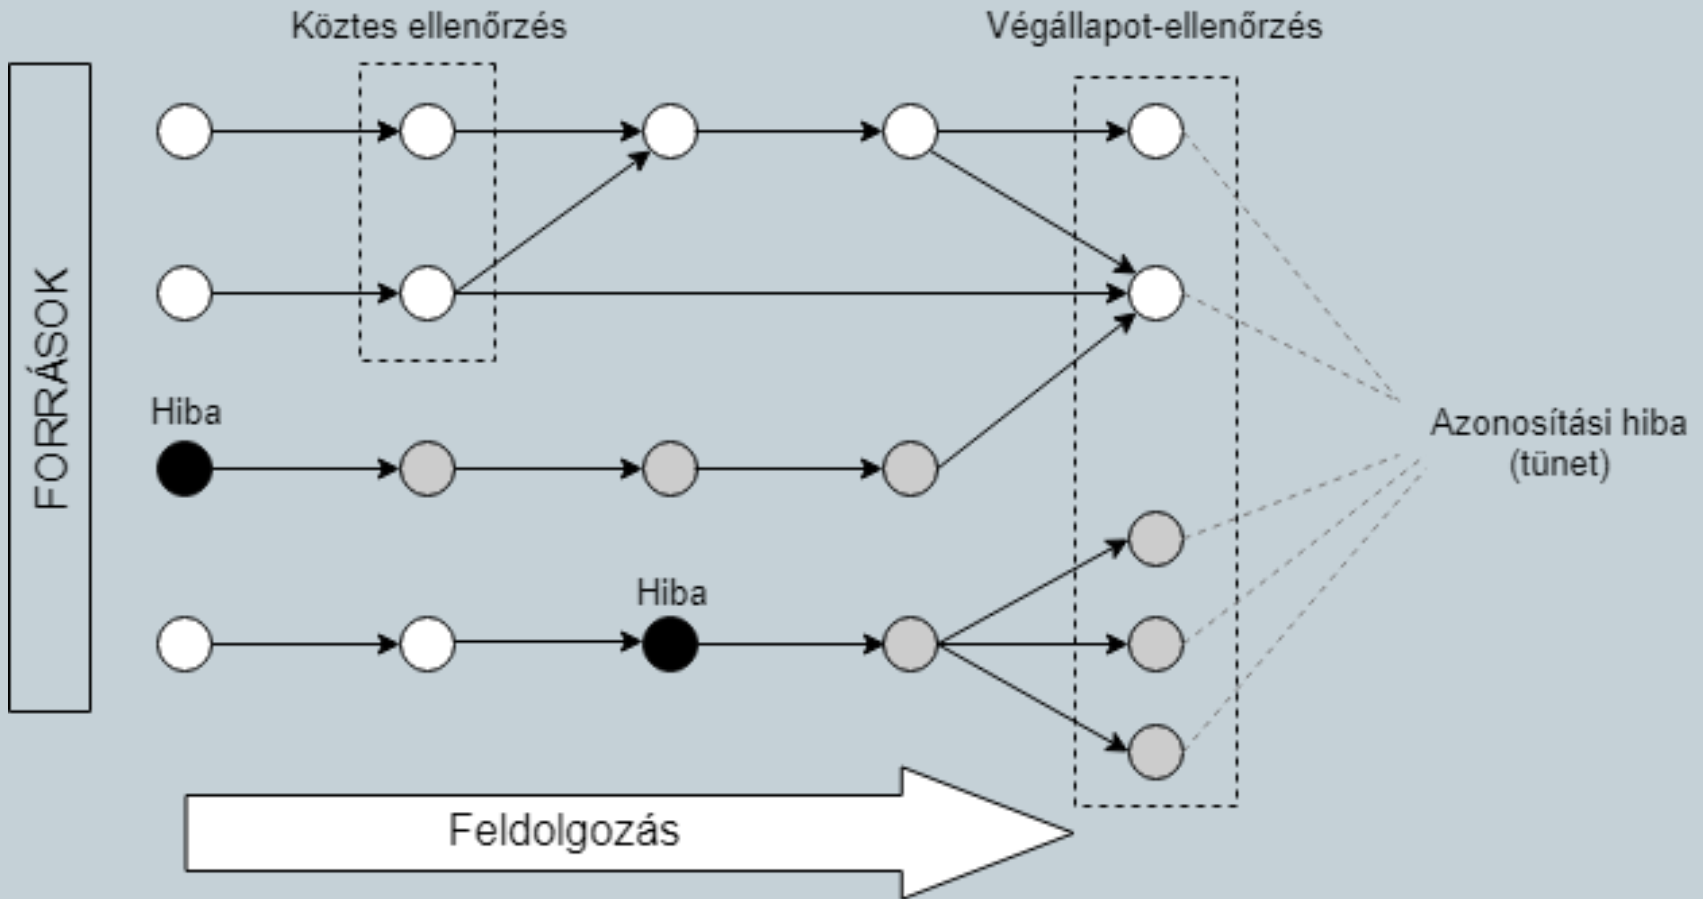 Köztes ellenőrzés
Végállapot-ellenőrzés
FORRÁSOK
Hiba
Azonosítási hiba
(tünet)
Hiba
Feldolgozás